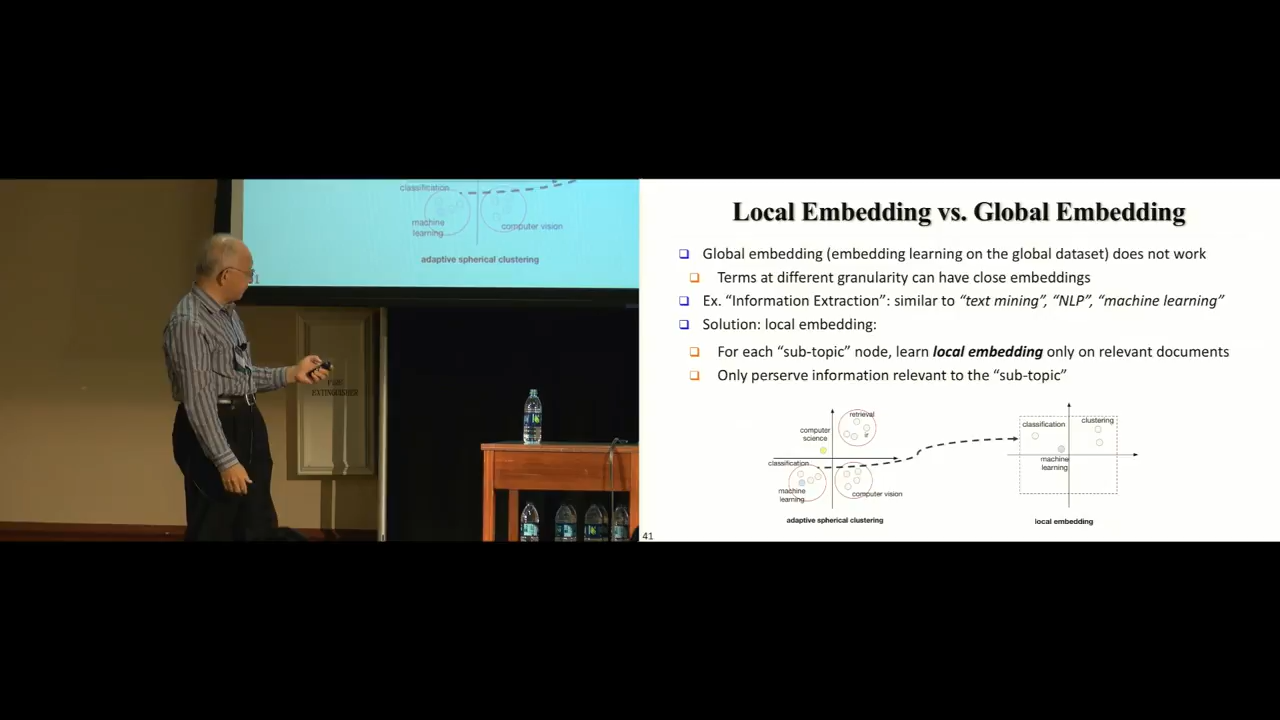 classification
machine
learning
computer vision
adaptive spherical clustering
EXTINGUISHER
Local Embedding vs. Global Embedding
Global embedding (embedding learning on the global dataset) does not work
Terms at different granularity can have close embeddings
Ex. “Information Extraction”: similar to “text mining”, “NLP”, “machine learning”
Solution: local embedding:
For each “sub-topic” node, learn local embedding only on relevant documents
Only perserve information relevant to the “sub-topic”
retrieval
ir
computer
science
classification
machine
learning
computer vision
adaptive spherical clustering
classification
clustering
machine
learning
local embedding
41